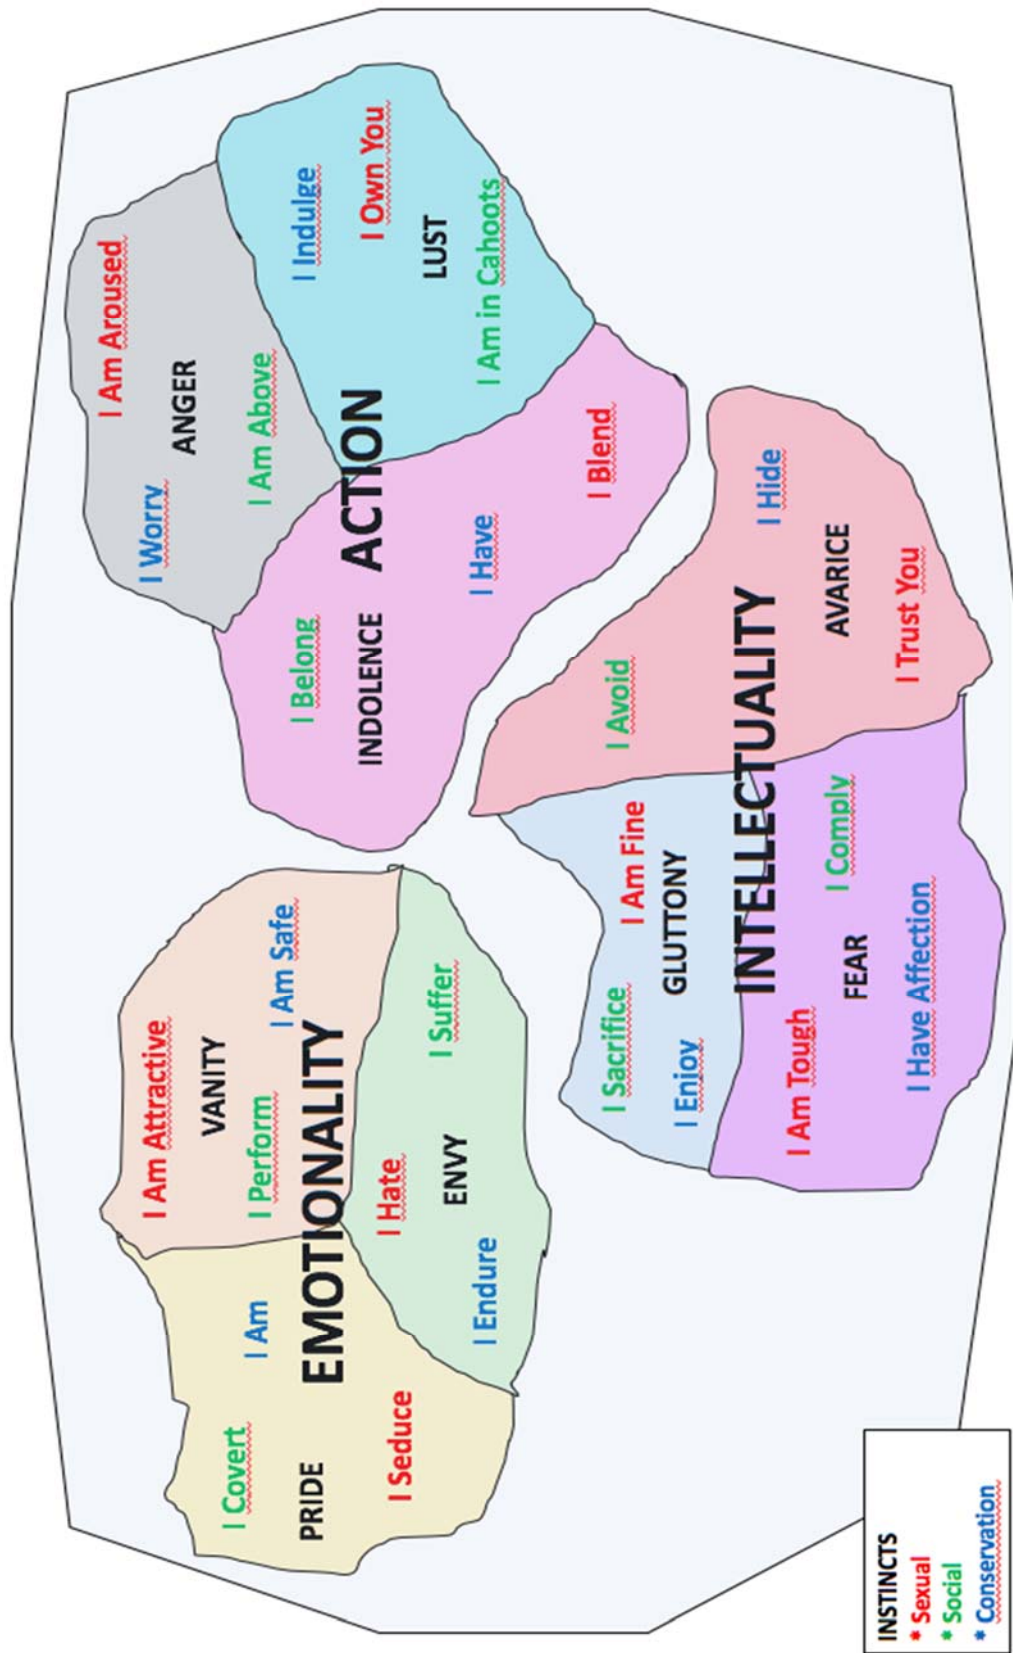 I Covert
I Am
PRIDE
I Seduce
EMOTIONALITY
I Am Attractive
VANITY
I Perform
I Am Safe
I Hate
I Suffer
ENVY
I Endure
I Worry
I Am Aroused
ANGER
I Am Above
ACTION
I Indulge
I Own You
LUST
I Am in Cahoots
I Belong
INDOLENCE
I Have
I Blend
I Sacrifice
I Am Fine
I Enjoy
GLUTTONY
INTELLECTUALITY
I Avoid
I Hide
AVARICE
I Trust You
I Am Tough
I Comply
FEAR
I Have Affection
INSTINCTS
* Sexual
* Social
* Conservation